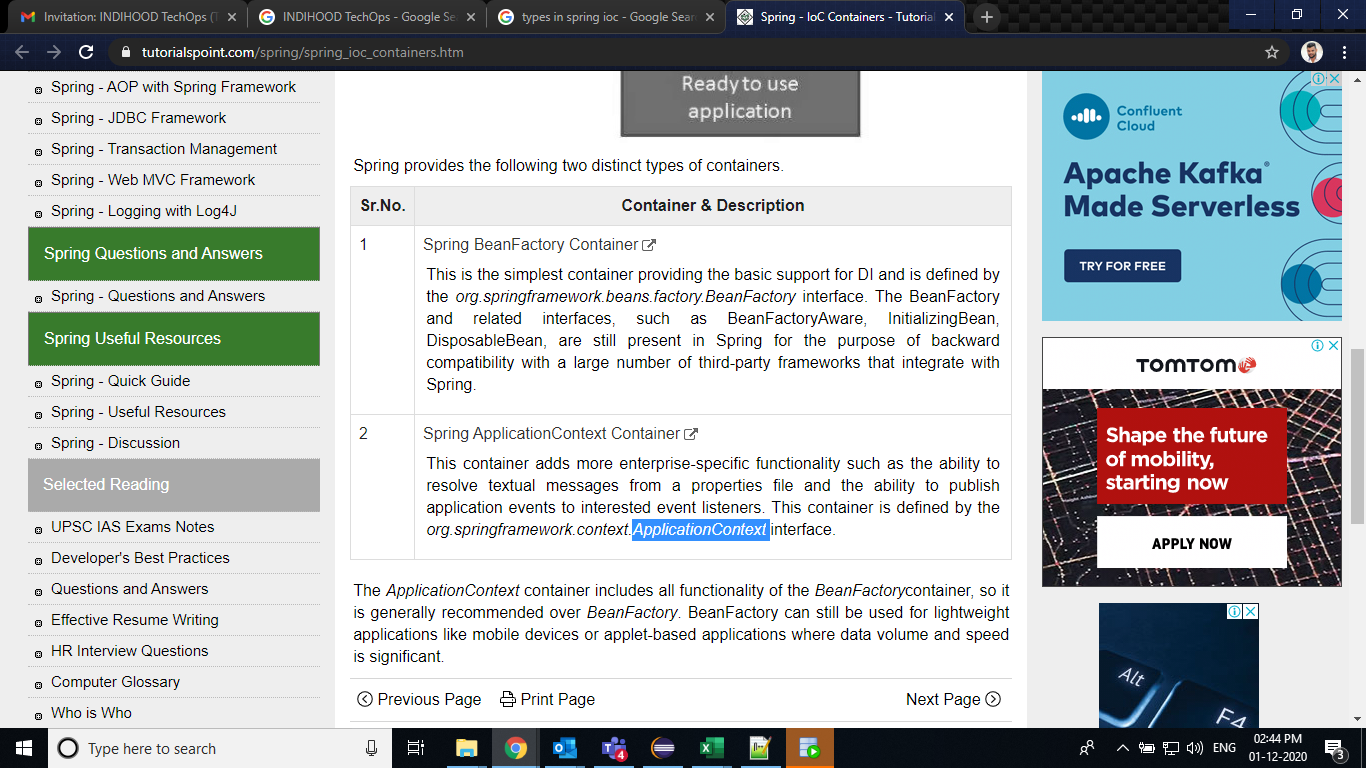 Invitation: INDIHOOD TechOps (T
INDIHOOD TechOps - Google Se
types in spring ioc - Google Sear
Spring - IoC Containers - Tutorial
tutorialspoint.com/spring/spring_ioc_containers.htm
Spring - AOP with Spring Framework
Spring - JDBC Framework
Spring - Transaction Management
Spring - Web MVC Framework
Spring - Logging with Log4J
Spring Questions and Answers
Spring - Questions and Answers
Spring Useful Resources
Spring - Quick Guide
Spring - Useful Resources
Spring - Discussion
Selected Reading
UPSC IAS Exams Notes
Developer's Best Practices
Questions and Answers
Effective Resume Writing
HR Interview Questions
Computer Glossary
Who is Who
Ready to use
application
Spring provides the following two distinct types of containers.
Sr.No. Container & Description
1 Spring BeanFactory Container
This is the simplest container providing the basic support for DI and is defined by
the org.springframework.beans.factory.BeanFactory interface. The BeanFactory
and related interfaces, such as BeanFactoryAware, InitializingBean,
DisposableBean, are still present in Spring for the purpose of backward
compatibility with a large number of third-party frameworks that integrate with
Spring.
2 Spring ApplicationContext Container
This container adds more enterprise-specific functionality such as the ability to
resolve textual messages from a properties file and the ability to publish
application events to interested event listeners. This container is defined by the
org.springframework.context.ApplicationContext interface.
The ApplicationContext container includes all functionality of the BeanFactorycontainer, so it
is generally recommended over BeanFactory. BeanFactory can still be used for lightweight
applications like mobile devices or applet-based applications where data volume and speed
is significant.
Previous Page Print Page Next Page
Confluent
Cloud
Apache Kafka®
Made Serverless
TRY FOR FREE
TOMTOM
Shape the future
of mobility,
starting now
APPLY NOW
Alt
F4
Type here to search
4
ENG
02:44 PM
01-12-2020
3